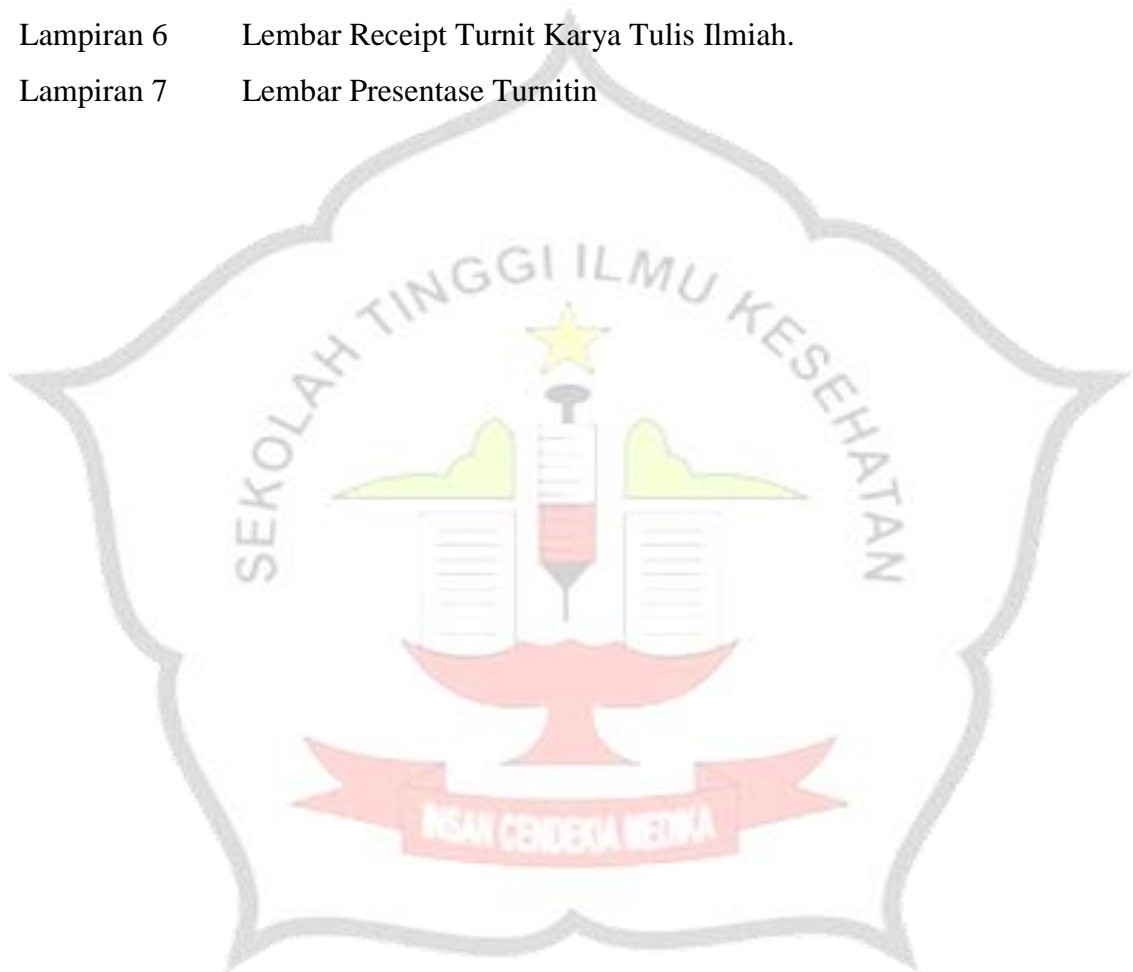 Lampiran 6 Lembar Receipt Turnit Karya Tulis Ilmiah.
Lampiran 7 Lembar Presentase Turnitin
SEKOLAH TINGGI ILMU KESEHATAN
INSAN CENDEKIA MEDIKA